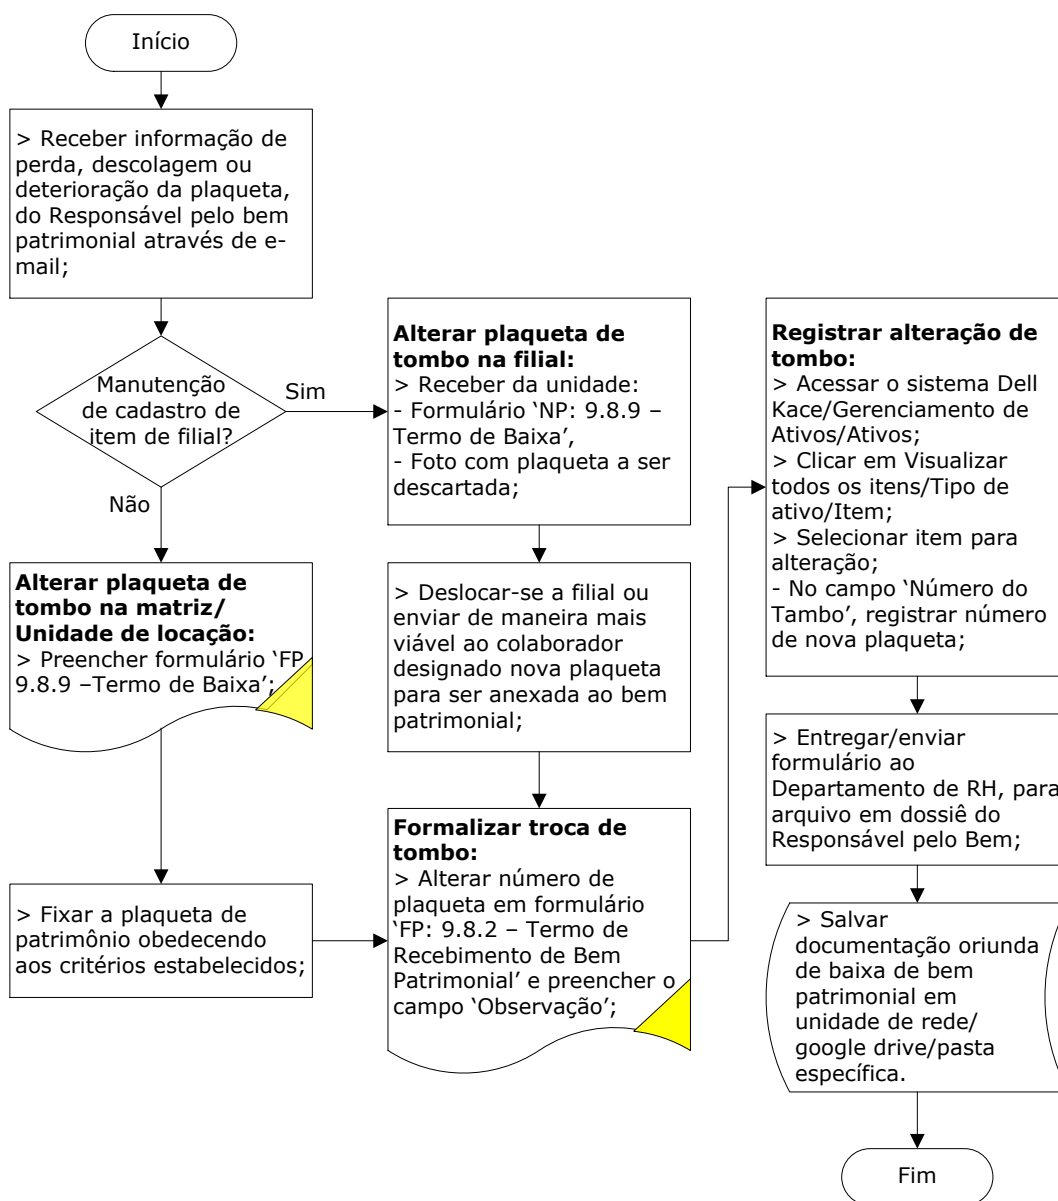 Início
> Receber informação de
perda, descolagem ou
deterioração da plaqueta,
do Responsável pelo bem
patrimonial através de e-
mail;
Manutenção
de cadastro de
item de filial?
Sim
Não
Alterar plaqueta de
tombo na matriz/
Unidade de locação:
> Preencher formulário ‘FP
9.8.9 –Termo de Baixa’;
> Fixar a plaqueta de
patrimônio obedecendo
aos critérios estabelecidos;
Alterar plaqueta de
tombo na filial:
> Receber da unidade:
- Formulário ‘NP: 9.8.9 –
Termo de Baixa’,
- Foto com plaqueta a ser
descartada;
> Deslocar-se a filial ou
enviar de maneira mais
viável ao colaborador
designado nova plaqueta
para ser anexada ao bem
patrimonial;
Formalizar troca de
tombo:
> Alterar número de
plaqueta em formulário
‘FP: 9.8.2 – Termo de
Recebimento de Bem
Patrimonial’ e preencher o
campo ‘Observação’;
Registrar alteração de
tombo:
> Acessar o sistema Dell
Kace/Gerenciamento de
Ativos/Ativos;
> Clicar em Visualizar
todos os itens/Tipo de
ativo/Item;
> Selecionar item para
alteração;
- No campo ‘Número do
Tambo’, registrar número
de nova plaqueta;
> Entregar/enviar
formulário ao
Departamento de RH, para
arquivo em dossiê do
Responsável pelo Bem;
> Salvar
documentação oriunda
de baixa de bem
patrimonial em
unidade de rede/
google drive/pasta
específica.
Fim